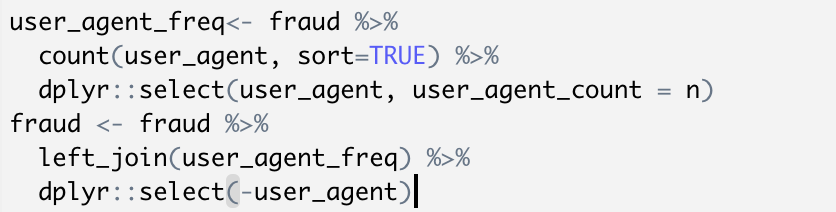 user_agent_freq<- fraud %>%
  count(user_agent, sort=TRUE) %>%
  dplyr::select(user_agent, user_agent_count = n)
fraud <- fraud %>%
  left_join(user_agent_freq) %>%
  dplyr::select(-user_agent)